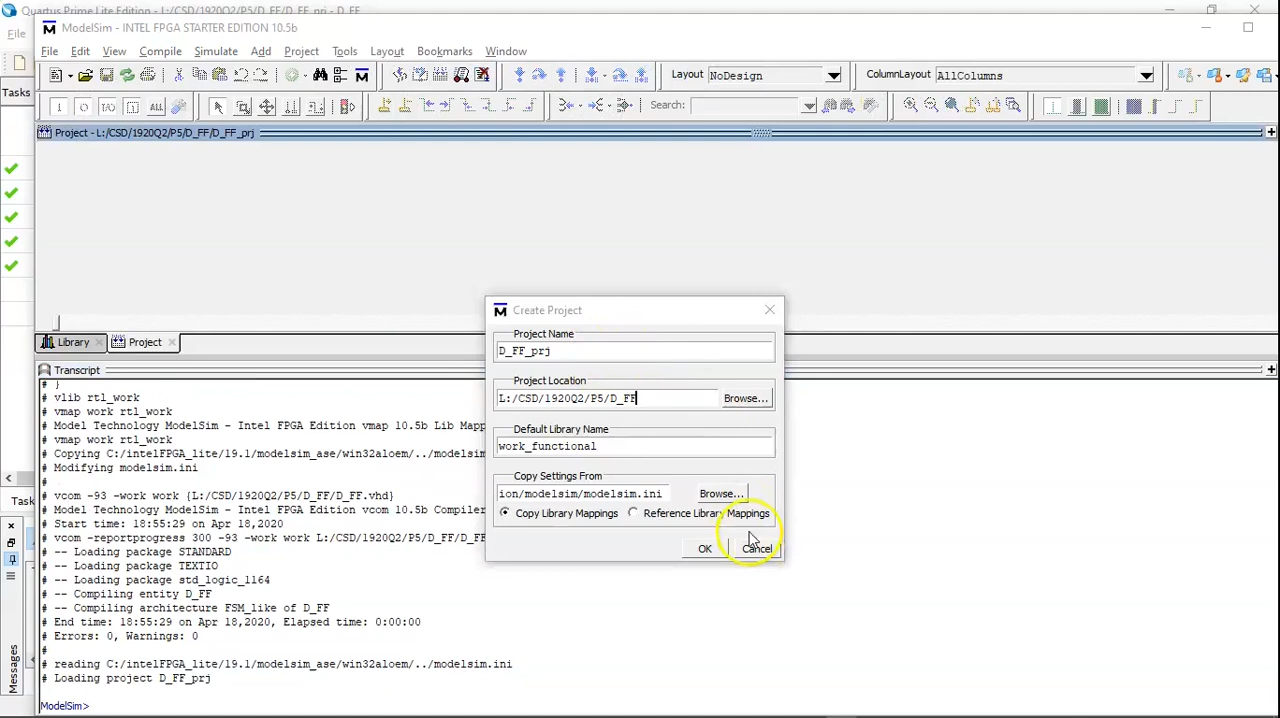 Quartus Prime Lite Edition - L:/CSD/1920Q2/P5/D_FF/D_FF_prj - D_FF
File
ModelSim - INTEL FPGA STARTER EDITION 10.5b
File Edit View Compile Simulate Add Project Tools Layout Bookmarks Window
Layout NoDesign ColumnLayout AllColumns
Tasks
Search:
Project - L:/CSD/1920Q2/P5/D_FF/D_FF_prj
Create Project
Project Name
D_FF_prj
Library Project
Transcript
Project Location
L:/CSD/1920Q2/P5/D_FF Browse...
Default Library Name
work_functional
Copy Settings From
ion/modelsim/modelsim.ini Browse...
Copy Library Mappings Reference Library Mappings
OK Cancel
# }
# vlib rtl_work
# vmap work rtl_work
# Model Technology ModelSim - Intel FPGA Edition vmap 10.5b Lib Mapp
# vmap work rtl_work
# Copying C:/intelFPGA_lite/19.1/modelsim_ase/win32aloem/../modelsim.
# Modifying modelsim.ini
#
# vcom -93 -work work {L:/CSD/1920Q2/P5/D_FF/D_FF.vhd}
# Model Technology ModelSim - Intel FPGA Edition vcom 10.5b Compiler
# Start time: 18:55:29 on Apr 18,2020
# vcom -reportprogress 300 -93 -work work L:/CSD/1920Q2/P5/D_FF/D_FF
# -- Loading package STANDARD
# -- Loading package TEXTIO
# -- Loading package std_logic_1164
# -- Compiling entity D_FF
# -- Compiling architecture FSM_like of D_FF
# End time: 18:55:29 on Apr 18,2020, Elapsed time: 0:00:00
# Errors: 0, Warnings: 0
#
# reading C:/intelFPGA_lite/19.1/modelsim_ase/win32aloem/../modelsim.ini
# Loading project D_FF_prj
ModelSim>
Task
Messages